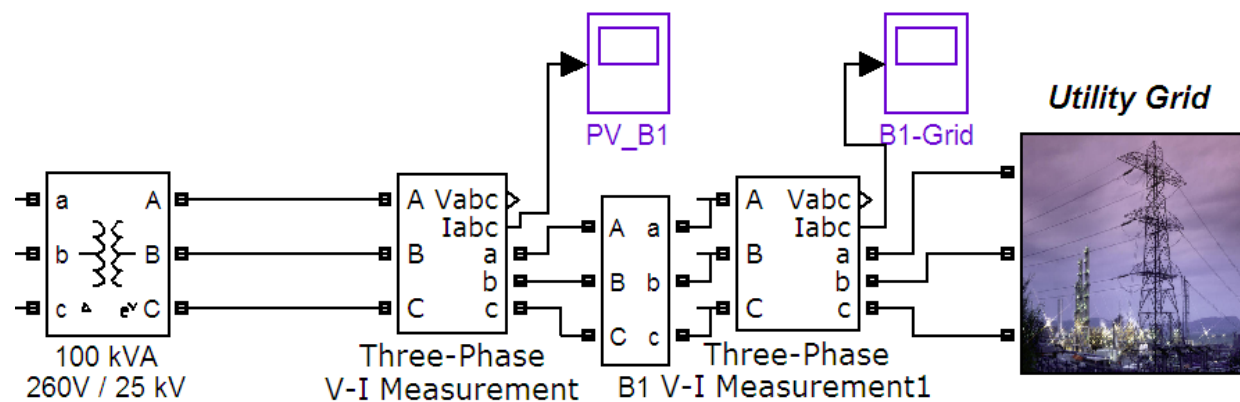 Utility Grid
PV_B1
B1-Grid
a A
b B
c C
100 kVA
260V / 25 kV
A Vabc
Iabc
a
B
b
C c
Three-Phase
V-I Measurement
A a
B b
C c
B1
A Vabc
Iabc
a
B
b
C c
Three-Phase
V-I Measurement1